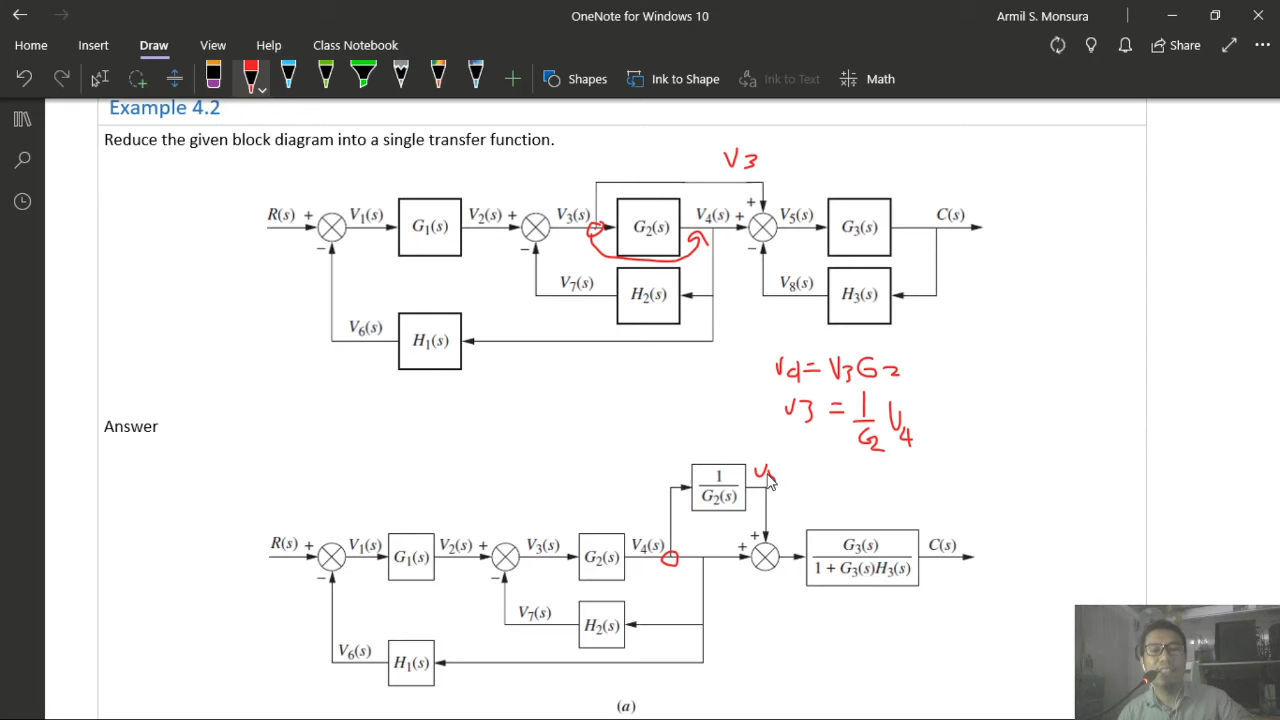 OneNote for Windows 10
Armil S. Monsura
Home Insert Draw View Help Class Notebook
Share
Shapes Ink to Shape Ink to Text Math
Example 4.2
Reduce the given block diagram into a single transfer function.
V3
R(s) + V1(s) G1(s) V2(s) + V3(s) G2(s) V4(s) + + V5(s) G3(s) C(s)
− − −
V7(s) H2(s) V8(s) H3(s)
V6(s) H1(s)
V4 = V3G2
V3 = 1/G2 V4
Answer
1/G2(s)
R(s) + V1(s) G1(s) V2(s) + V3(s) G2(s) V4(s) + + G3(s)/1 + G3(s)H3(s) C(s)
− −
V7(s) H2(s)
V6(s) H1(s)
(a)